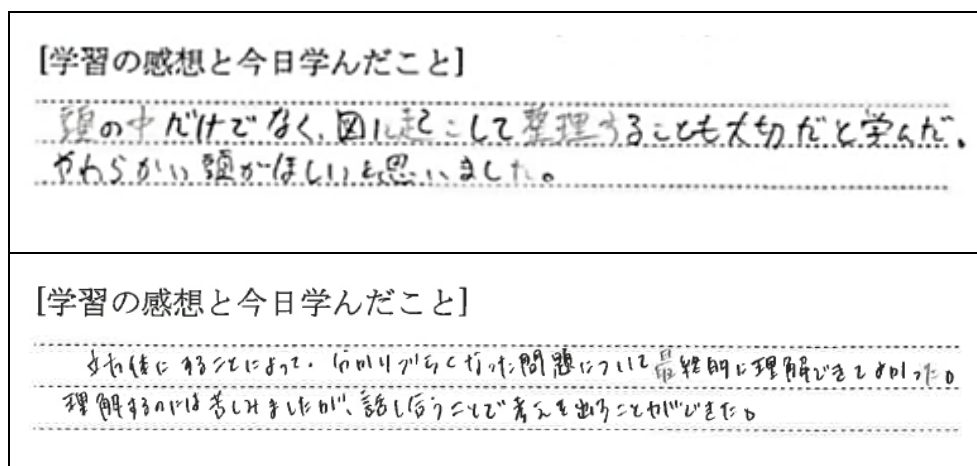 [学習の感想と今日学んだこと]
頭の中だけでなく、図に起こして整理することも大切だと学んだ。
やわらかい頭がほしいと思いました。
[学習の感想と今日学んだこと]
立方体にすることによって、分かりづらくなった問題について最終的に理解できてよかった。
理解するのには苦しみましたが、話し合うことで考えを出ることができた。